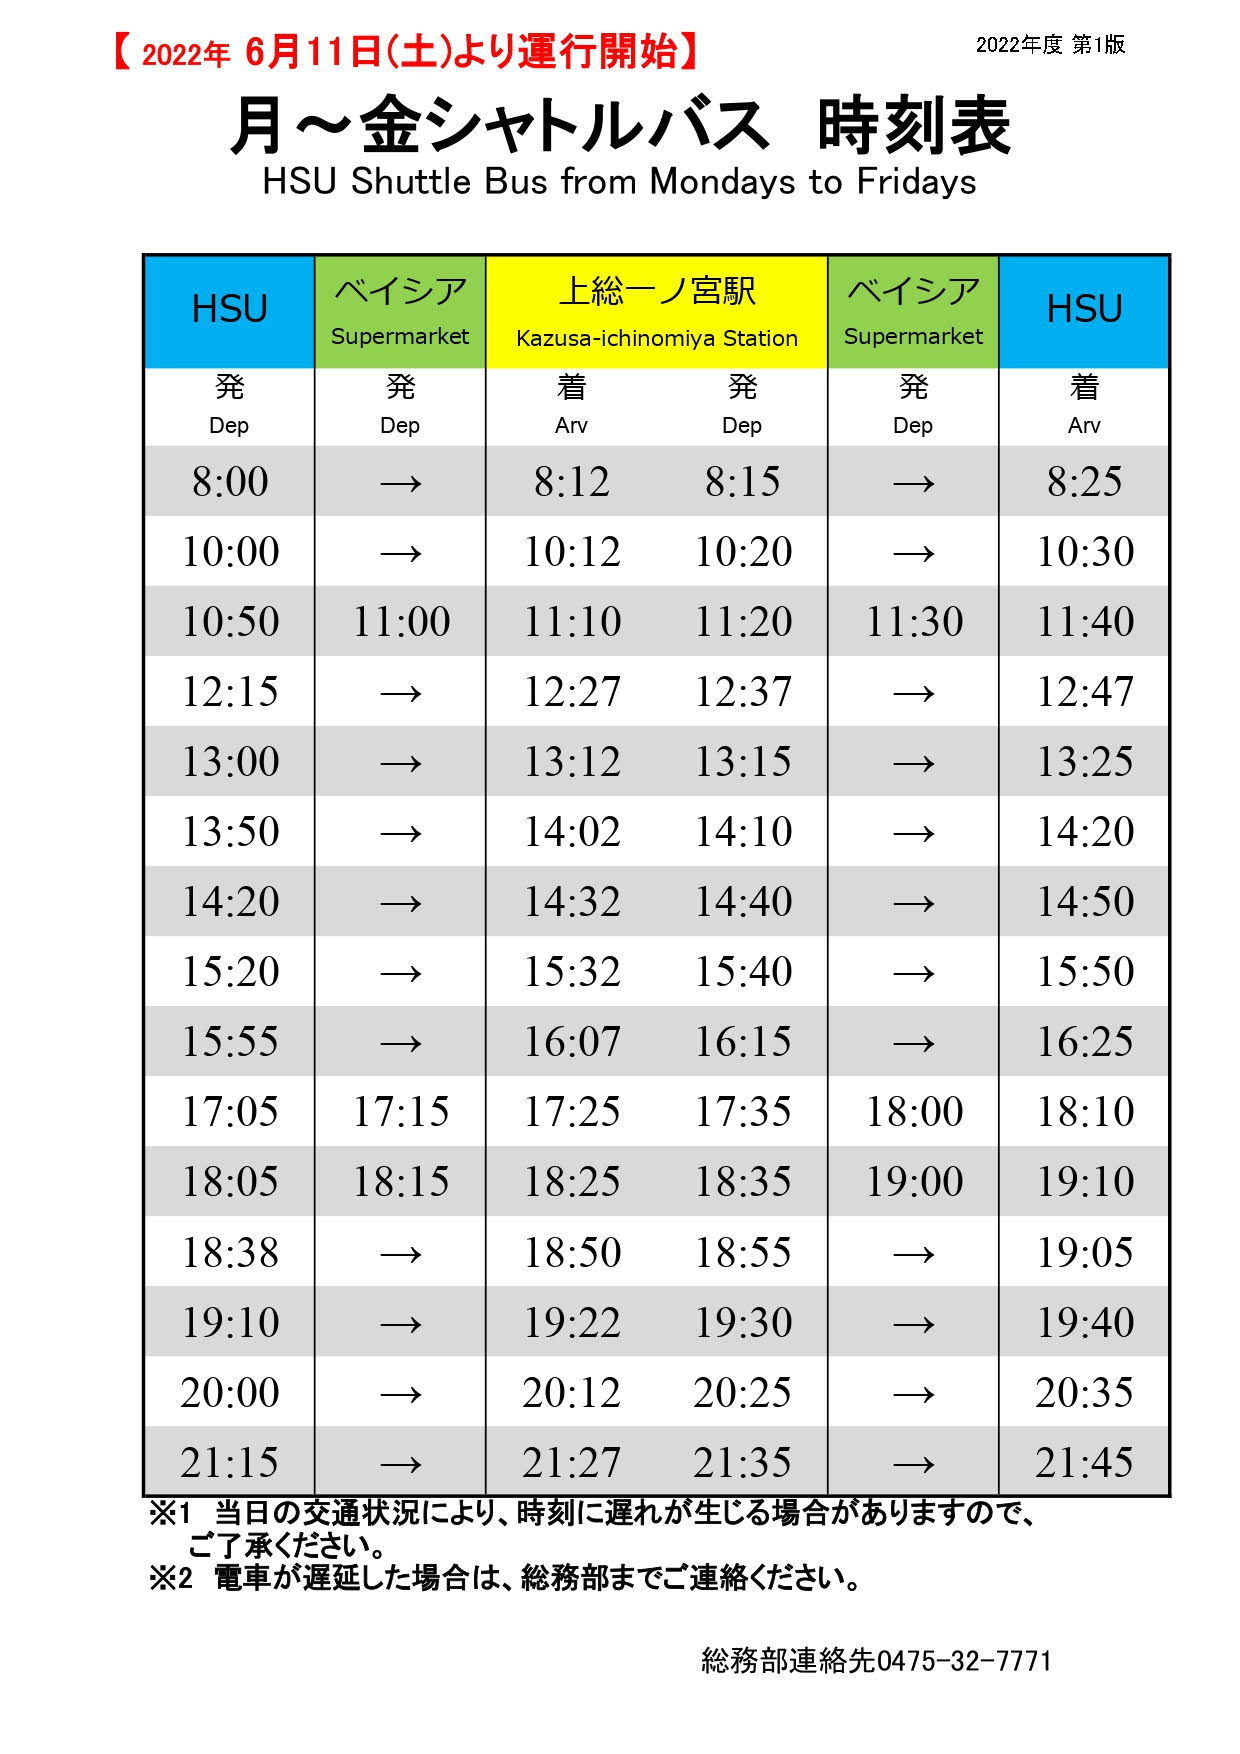 【 2022年 6月11日(土)より運行開始】
2022年度 第1版
月～金シャトルバス 時刻表
HSU Shuttle Bus from Mondays to Fridays
HSU ベイシア 上総一ノ宮駅 ベイシア HSU
Supermarket Kazusa-ichinomiya Station Supermarket
発 発 着 発 発 着
Dep Dep Arv Dep Dep Arv
8:00 → 8:12 8:15 → 8:25
10:00 → 10:12 10:20 → 10:30
10:50 11:00 11:10 11:20 11:30 11:40
12:15 → 12:27 12:37 → 12:47
13:00 → 13:12 13:15 → 13:25
13:50 → 14:02 14:10 → 14:20
14:20 → 14:32 14:40 → 14:50
15:20 → 15:32 15:40 → 15:50
15:55 → 16:07 16:15 → 16:25
17:05 17:15 17:25 17:35 18:00 18:10
18:05 18:15 18:25 18:35 19:00 19:10
18:38 → 18:50 18:55 → 19:05
19:10 → 19:22 19:30 → 19:40
20:00 → 20:12 20:25 → 20:35
21:15 → 21:27 21:35 → 21:45
※1 当日の交通状況により、時刻に遅れが生じる場合がありますので、
ご了承ください。
※2 電車が遅延した場合は、総務部までご連絡ください。
総務部連絡先0475-32-7771